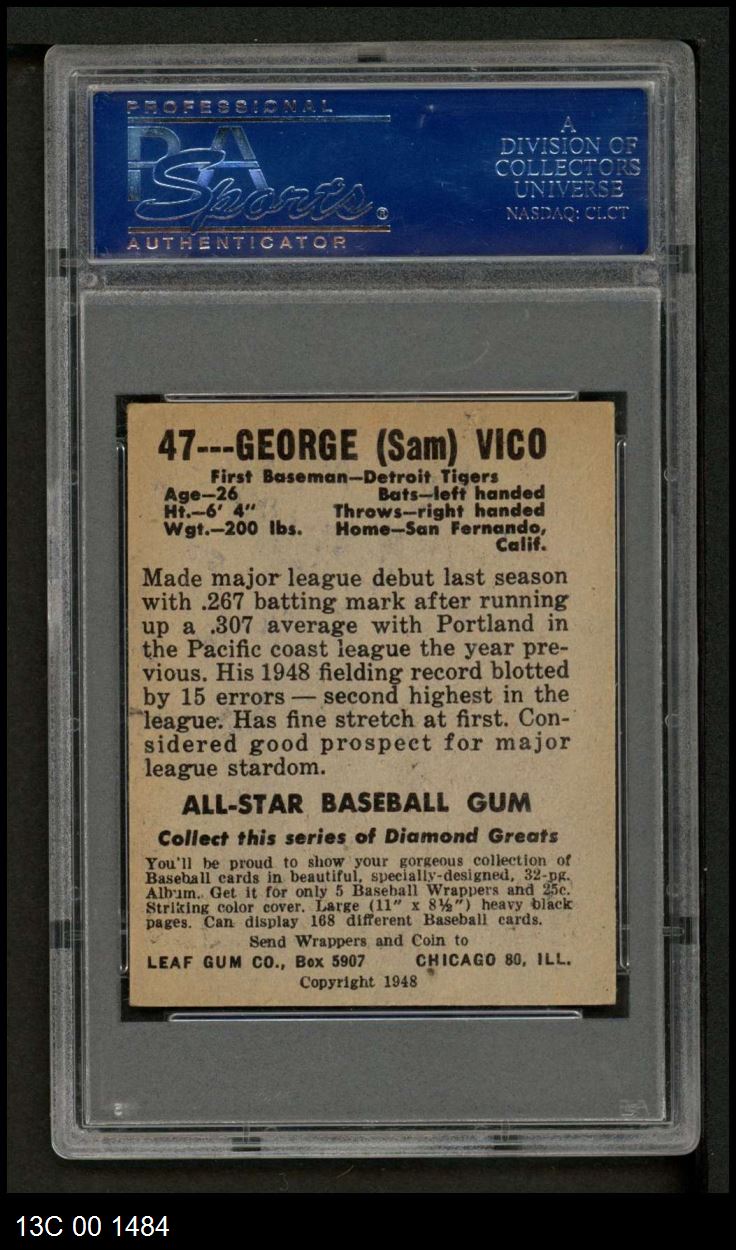 PROFESSIONAL
PSA
Sports®
AUTHENTICATOR
A
DIVISION OF
COLLECTORS
UNIVERSE
NASDAQ: CLCT
47---GEORGE (Sam) VICO
First Baseman—Detroit Tigers
Age—26 Bats—left handed
Ht.—6' 4" Throws—right handed
Wgt.—200 lbs. Home—San Fernando,
Calif.
Made major league debut last season
with .267 batting mark after running
up a .307 average with Portland in
the Pacific coast league the year pre-
vious. His 1948 fielding record blotted
by 15 errors — second highest in the
league. Has fine stretch at first. Con-
sidered good prospect for major
league stardom.
ALL-STAR BASEBALL GUM
Collect this series of Diamond Greats
You'll be proud to show your gorgeous collection of
Baseball cards in beautiful, specially-designed, 32-pg.
Album. Get it for only 5 Baseball Wrappers and 25c.
Striking color cover. Large (11" x 8½") heavy black
pages. Can display 168 different Baseball cards.
Send Wrappers and Coin to
LEAF GUM CO., Box 5907 CHICAGO 80, ILL.
Copyright 1948
13C 00 1484